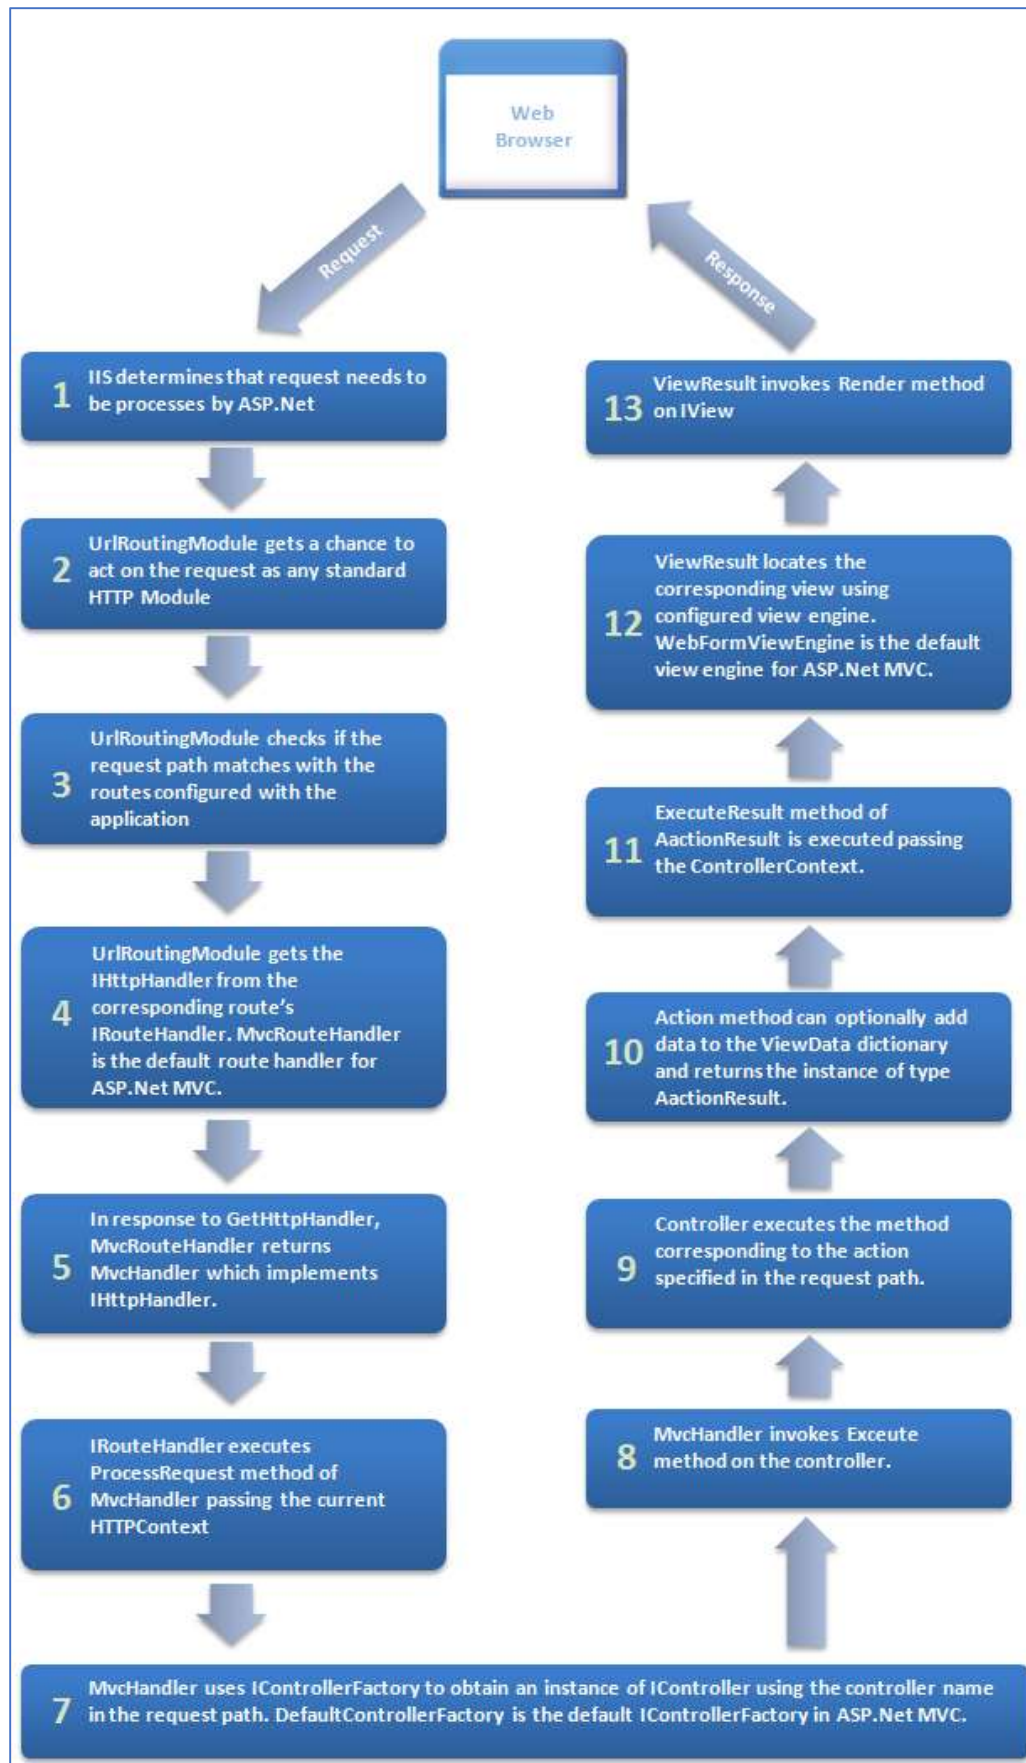 Web
Browser
Request
Response
1
IIS determines that request needs to
be processes by ASP.Net
2
UrlRoutingModule gets a chance to
act on the request as any standard
HTTP Module
3
UrlRoutingModule checks if the
request path matches with the
routes configured with the
application
4
UrlRoutingModule gets the
IHttpHandler from the
corresponding route’s
IRouteHandler. MvcRouteHandler
is the default route handler for
ASP.Net MVC.
5
In response to GetHttpHandler,
MvcRouteHandler returns
MvcHandler which implements
IHttpHandler.
6
IRouteHandler executes
ProcessRequest method of
MvcHandler passing the current
HTTPContext
7
MvcHandler uses IControllerFactory to obtain an instance of IController using the controller name
in the request path. DefaultControllerFactory is the default IControllerFactory in ASP.Net MVC.
8
MvcHandler invokes Exceute
method on the controller.
9
Controller executes the method
corresponding to the action
specified in the request path.
10
Action method can optionally add
data to the ViewData dictionary
and returns the instance of type
AactionResult.
11
ExecuteResult method of
AactionResult is executed passing
the ControllerContext.
12
ViewResult locates the
corresponding view using
configured view engine.
WebFormViewEngine is the default
view engine for ASP.Net MVC.
13
ViewResult invokes Render method
on IView